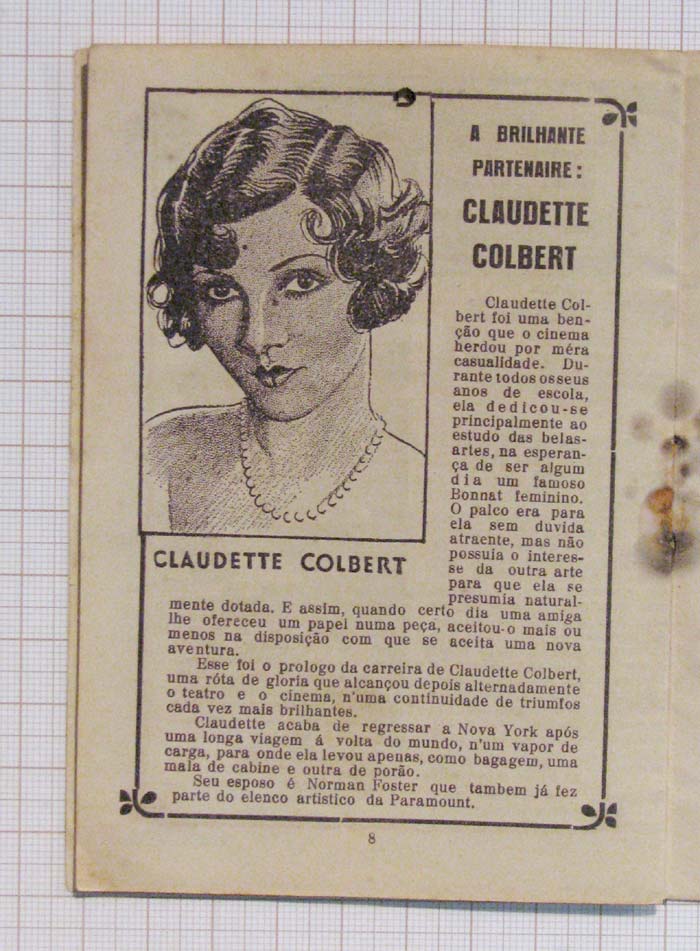 A BRILHANTE
PARTENAIRE:
CLAUDETTE
COLBERT
CLAUDETTE COLBERT
Claudette Col-
bert foi uma ben-
ção que o cinema
herdou por méra
casualidade. Du-
rante todos os seus
anos de escola,
ela dedicou-se
principalmente ao
estudo das belas-
artes, na esperan-
ça de ser algum
dia um famoso
Bonnat feminino.
O palco era para
ela sem duvida
atraente, mas não
possuia o interes-
se da outra arte
para que ela se
presumia natural-
mente dotada. E assim, quando certo dia uma amiga
lhe ofereceu um papel numa peça, aceitou-o mais ou
menos na disposição com que se aceita uma nova
aventura.
Esse foi o prologo da carreira de Claudette Colbert,
uma róta de gloria que alcançou depois alternadamente
o teatro e o cinema, n'uma continuidade de triumfos
cada vez mais brilhantes.
Claudette acaba de regressar a Nova York após
uma longa viagem á volta do mundo, n'um vapor de
carga, para onde ela levou apenas, como bagagem, uma
mala de cabine e outra de porão.
Seu esposo é Norman Foster que tambem já fez
parte do elenco artistico da Paramount.
8